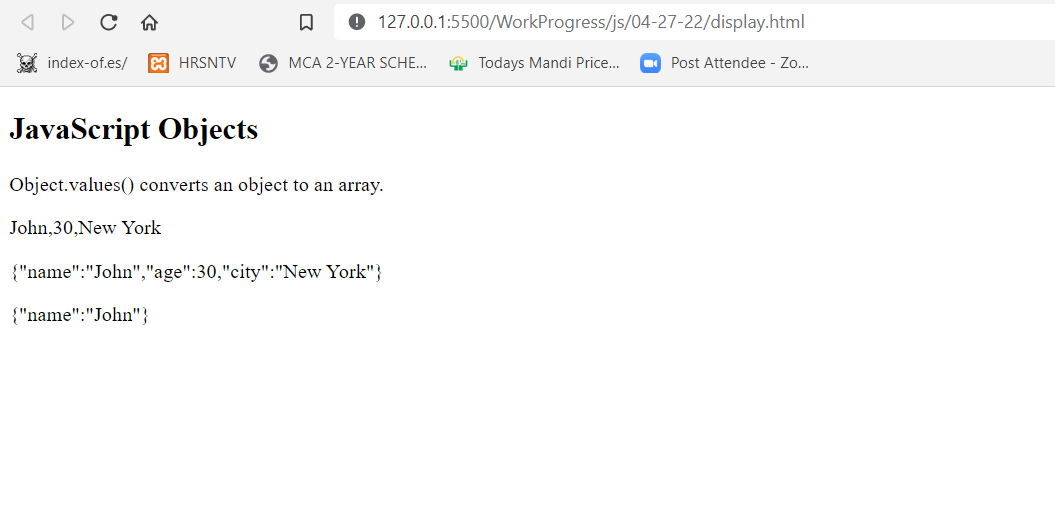 127.0.0.1:5500/WorkProgress/js/04-27-22/display.html
index-of.es/ HRSNTV MCA 2-YEAR SCHE... Todays Mandi Price... Post Attendee - Zo...
JavaScript Objects
Object.values() converts an object to an array.
John,30,New York
{"name":"John","age":30,"city":"New York"}
{"name":"John"}